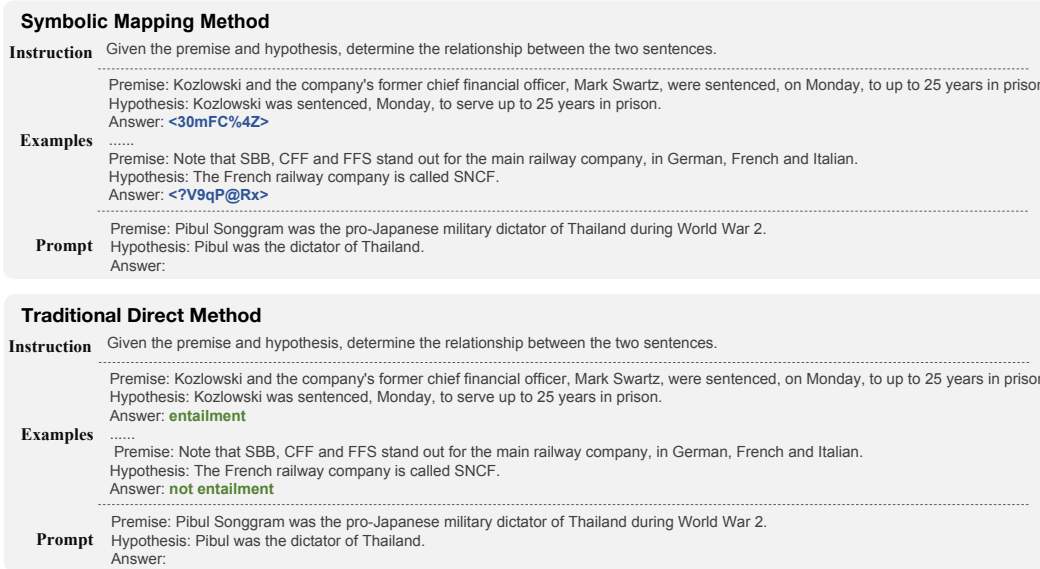 Symbolic Mapping Method
Instruction Given the premise and hypothesis, determine the relationship between the two sentences.
Premise: Kozlowski and the company's former chief financial officer, Mark Swartz, were sentenced, on Monday, to up to 25 years in prison
Hypothesis: Kozlowski was sentenced, Monday, to serve up to 25 years in prison.
Answer: <30mFC%4Z>
Examples ......
Premise: Note that SBB, CFF and FFS stand out for the main railway company, in German, French and Italian.
Hypothesis: The French railway company is called SNCF.
Answer: <?V9qP@Rx>
Premise: Pibul Songgram was the pro-Japanese military dictator of Thailand during World War 2.
Prompt Hypothesis: Pibul was the dictator of Thailand.
Answer:
Traditional Direct Method
Instruction Given the premise and hypothesis, determine the relationship between the two sentences.
Premise: Kozlowski and the company's former chief financial officer, Mark Swartz, were sentenced, on Monday, to up to 25 years in prison
Hypothesis: Kozlowski was sentenced, Monday, to serve up to 25 years in prison.
Answer: entailment
Examples ......
Premise: Note that SBB, CFF and FFS stand out for the main railway company, in German, French and Italian.
Hypothesis: The French railway company is called SNCF.
Answer: not entailment
Premise: Pibul Songgram was the pro-Japanese military dictator of Thailand during World War 2.
Prompt Hypothesis: Pibul was the dictator of Thailand.
Answer: